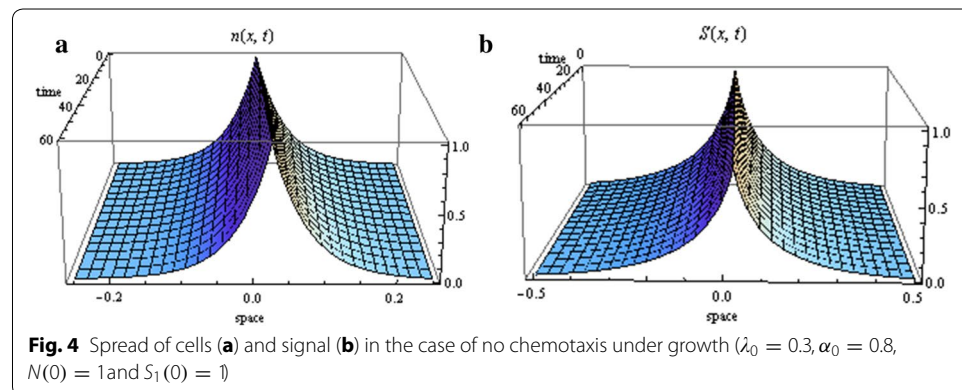 a
n(x, t)
0
20
40
60
time
1.0
0.5
0.0
−0.2
0.0
0.2
space
b
S(x, t)
0
20
40
60
time
1.0
0.5
0.0
−0.5
0.0
0.5
space
Fig. 4 Spread of cells (a) and signal (b) in the case of no chemotaxis under growth (λ₀ = 0.3, α₀ = 0.8,
N(0) = 1and S₁(0) = 1)